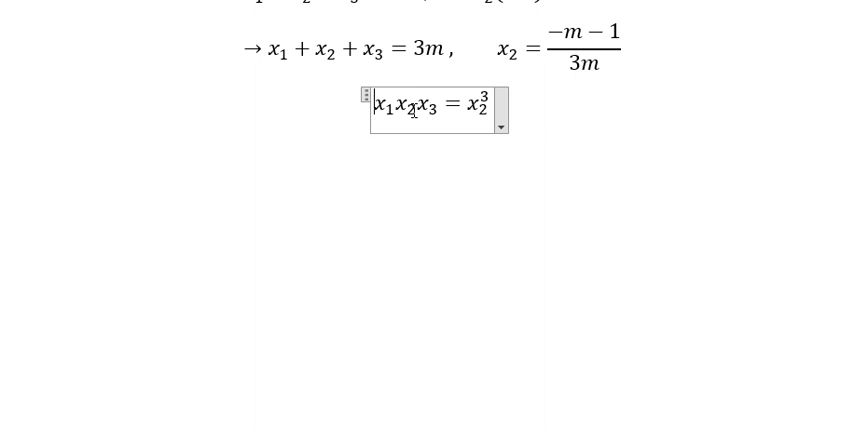 → x₁ + x₂ + x₃ = 3m , x₂ = (−m − 1)/(3m)
x₁x₂x₃ = x₂³